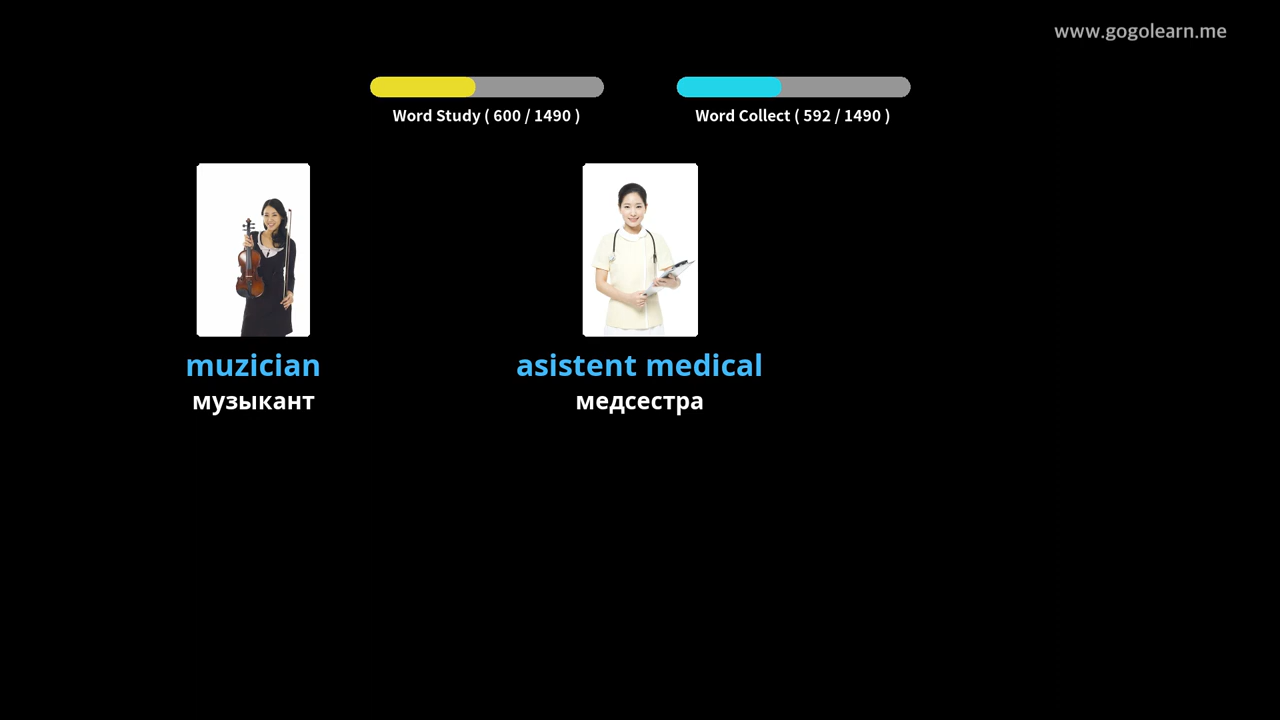 www.gogolearn.me
Word Study ( 600 / 1490 )
Word Collect ( 592 / 1490 )
muzician
музыкант
asistent medical
медсестра